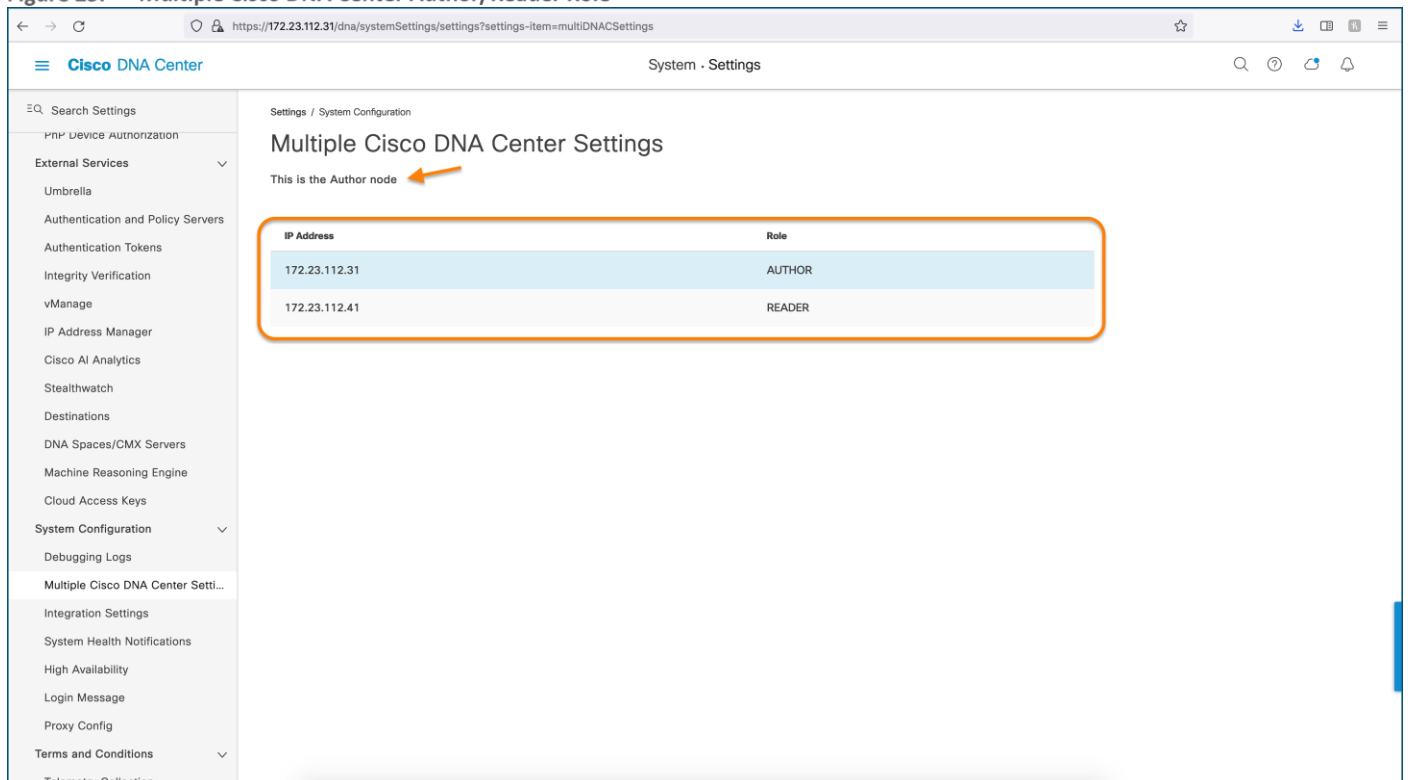 https://172.23.112.31/dna/systemSettings/settings?settings-item=multiDNACSettings
Cisco DNA Center
System · Settings
Search Settings
PnP Device Authorization
External Services
Umbrella
Authentication and Policy Servers
Authentication Tokens
Integrity Verification
vManage
IP Address Manager
Cisco AI Analytics
Stealthwatch
Destinations
DNA Spaces/CMX Servers
Machine Reasoning Engine
Cloud Access Keys
System Configuration
Debugging Logs
Multiple Cisco DNA Center Setti...
Integration Settings
System Health Notifications
High Availability
Login Message
Proxy Config
Terms and Conditions
Settings / System Configuration
Multiple Cisco DNA Center Settings
This is the Author node
IP Address Role
172.23.112.31 AUTHOR
172.23.112.41 READER